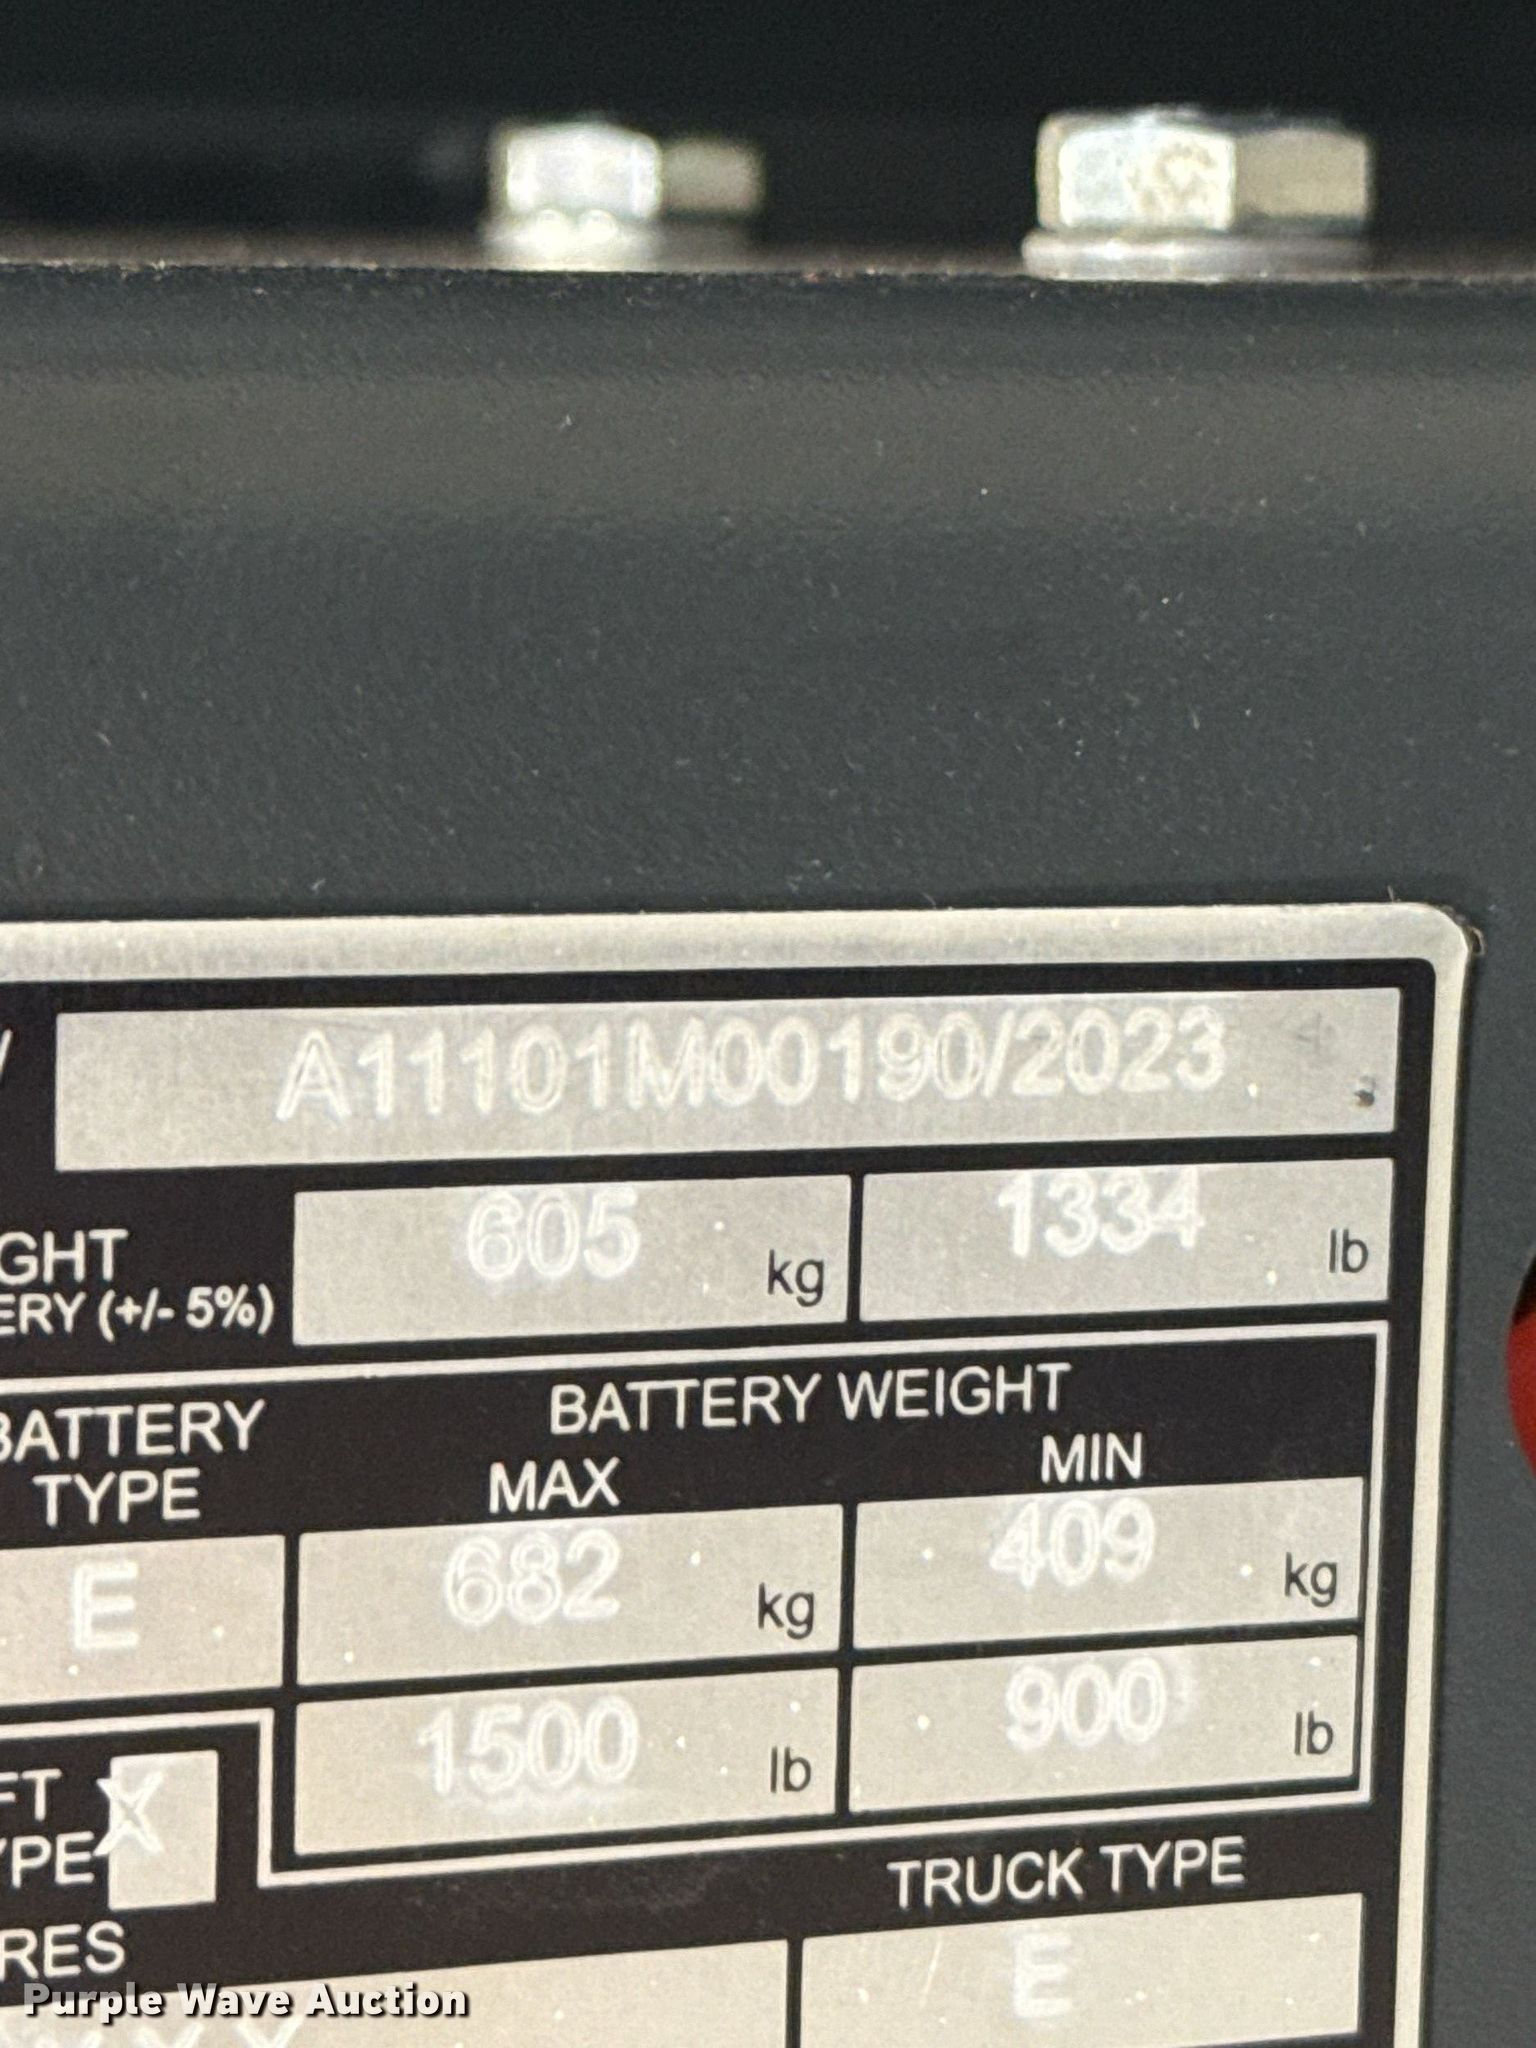 /
A11101M00190/2023
GHT
605 kg
1334 lb
ERY (+/- 5%)
BATTERY WEIGHT
BATTERY
TYPE
MAX
MIN
E
682 kg
409 kg
1500 lb
900 lb
FT
YPE X
TRUCK TYPE
RES
E
Purple Wave Auction